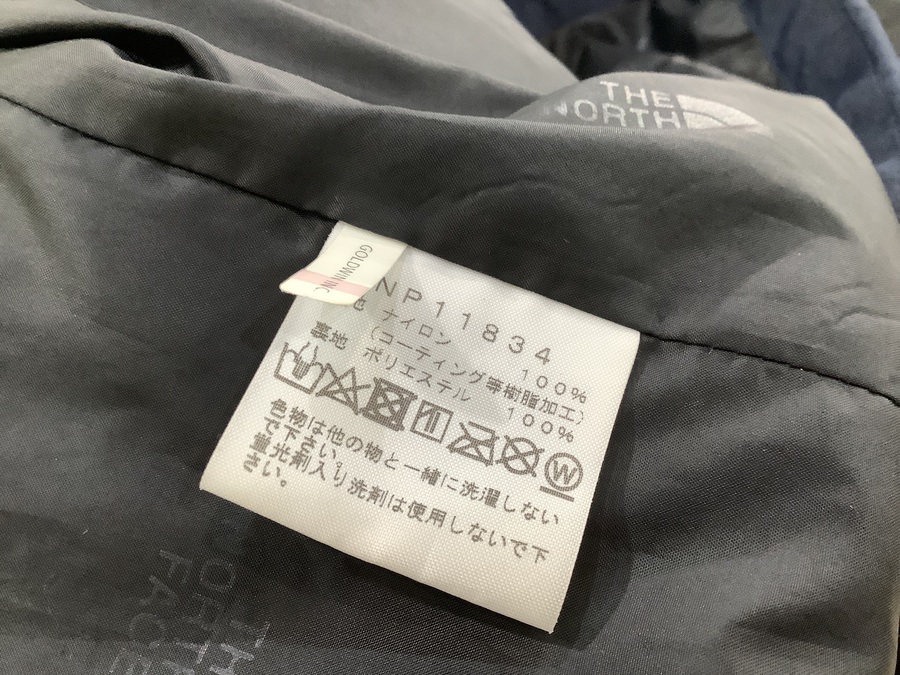 THE
NORTH
GOLDWIN INC
NP11834
ナイロン 100%
(コーティング等樹脂加工)
裏地 ポリエステル 100%
W
色物は他の物と一緒に洗濯しない
で下さい。
蛍光剤入り洗剤は使用しないで下
さい。
TH
NORTH
FACE